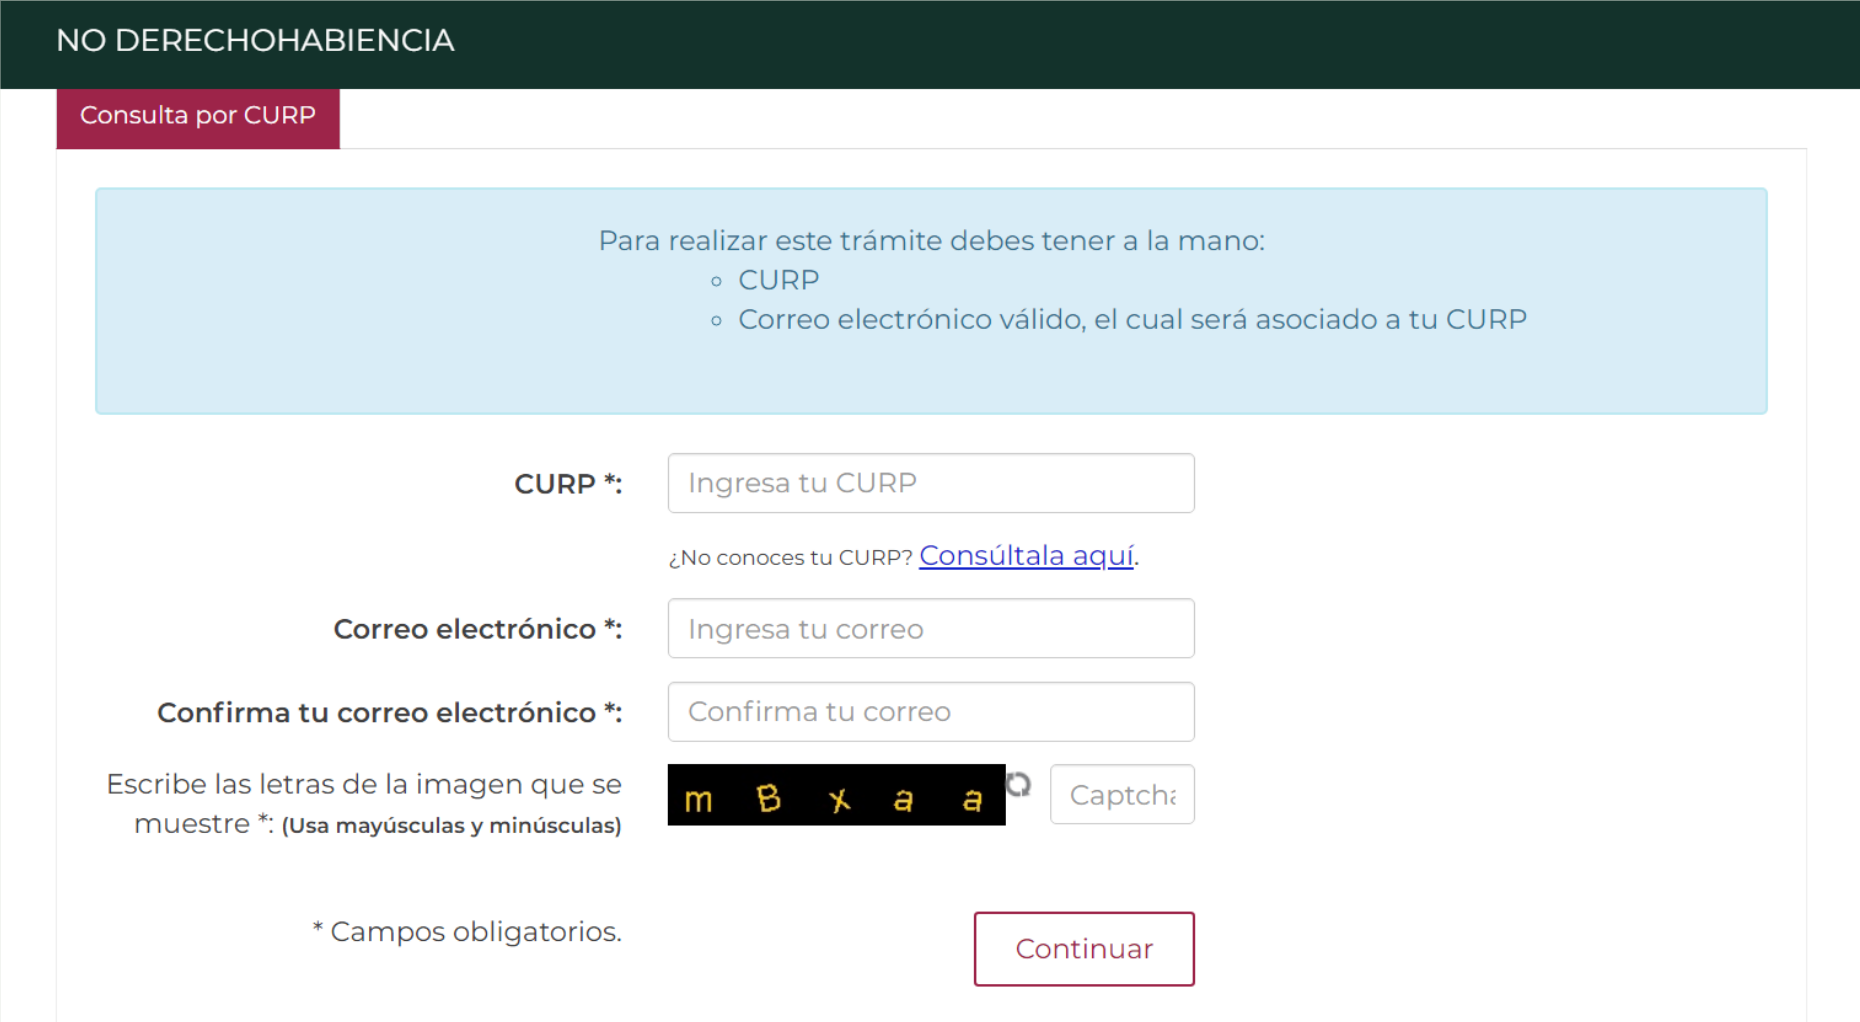 NO DERECHOHABIENCIA
Consulta por CURP
Para realizar este trámite debes tener a la mano:
CURP
Correo electrónico válido, el cual será asociado a tu CURP
CURP *:
Ingresa tu CURP
¿No conoces tu CURP? Consúltala aquí.
Correo electrónico *:
Ingresa tu correo
Confirma tu correo electrónico *:
Confirma tu correo
Escribe las letras de la imagen que se
muestre *: (Usa mayúsculas y minúsculas)
m B x a a
Captcha
* Campos obligatorios.
Continuar